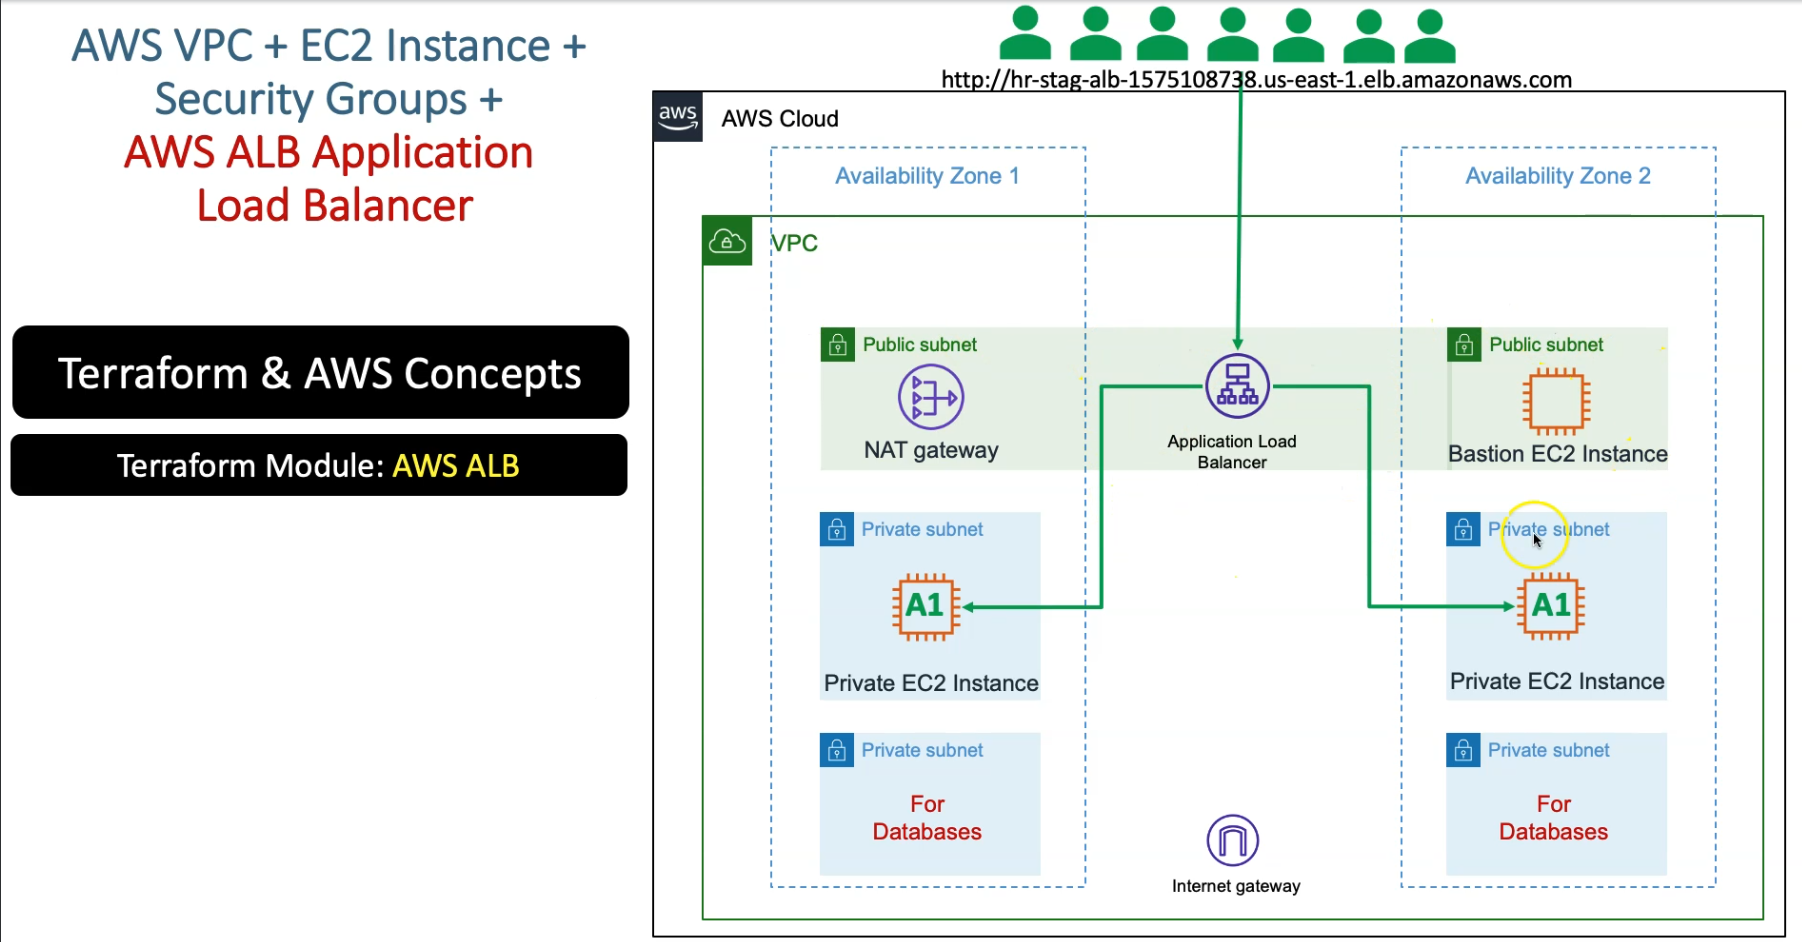 AWS VPC + EC2 Instance +
Security Groups +
AWS ALB Application
Load Balancer
Terraform & AWS Concepts
Terraform Module: AWS ALB
http://hr-stag-alb-1575108738.us-east-1.elb.amazonaws.com
aws
AWS Cloud
Availability Zone 1
Availability Zone 2
VPC
Public subnet
NAT gateway
Application Load
Balancer
Public subnet
Bastion EC2 Instance
Private subnet
A1
Private EC2 Instance
Private subnet
A1
Private EC2 Instance
Private subnet
For
Databases
Private subnet
For
Databases
Internet gateway